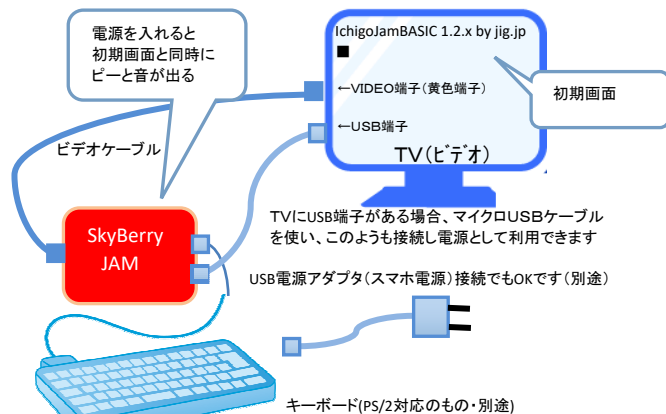 電源を入れると
初期画面と同時に
ピーと音が出る
IchigoJamBASIC 1.2.x by jig.jp
←VIDEO端子(黄色端子)
初期画面
←USB端子
TV(ビデオ)
ビデオケーブル
TVにUSB端子がある場合、マイクロUSBケーブル
を使い、このようも接続し電源として利用できます
SkyBerry
JAM
USB電源アダプタ(スマホ電源)接続でもOKです(別途)
キーボード(PS/2対応のもの・別途)